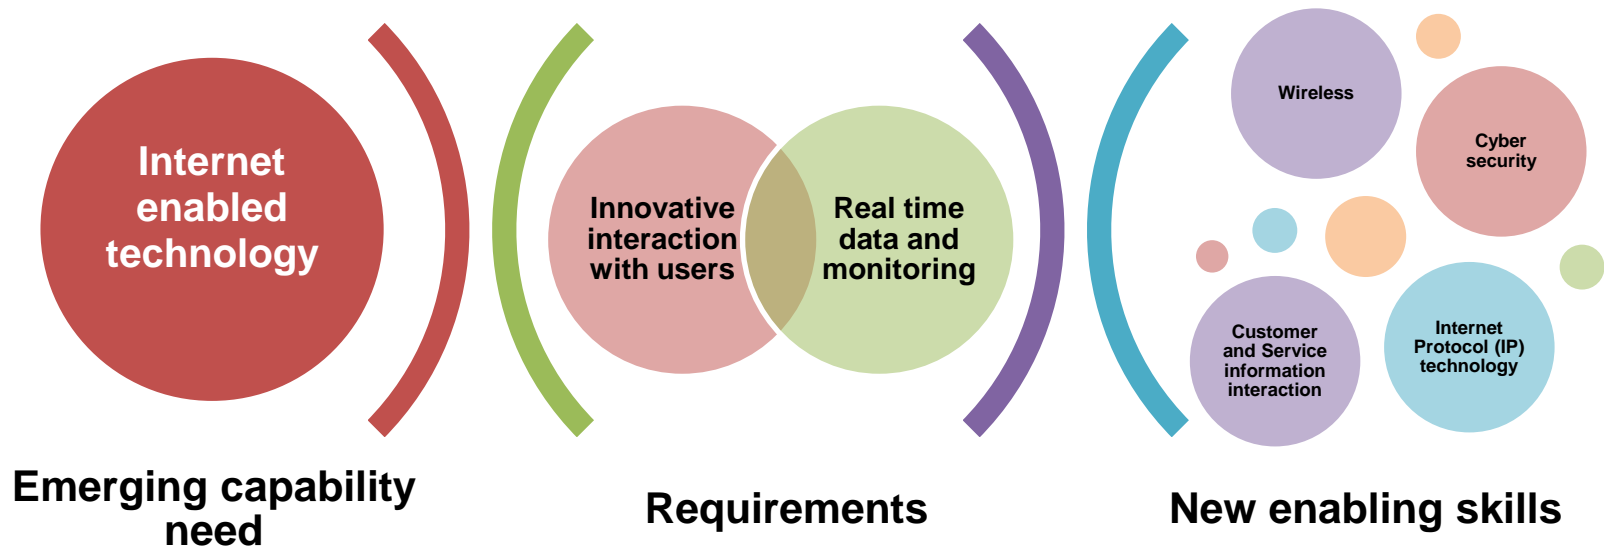 Internet
enabled
technology
Emerging capability
need
Innovative
interaction
with users
Real time
data and
monitoring
Requirements
Wireless
Cyber
security
Customer
and Service
information
interaction
Internet
Protocol (IP)
technology
New enabling skills